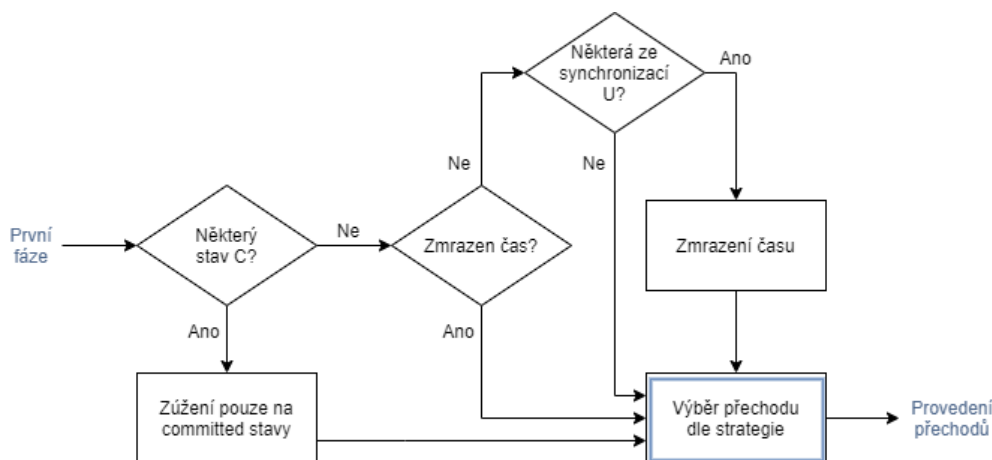 Některá ze
synchronizací
U?
Ano
Ne
Ne
První
fáze
Některý
stav C?
Ne
Zmrazen čas?
Zmrazení času
Ano
Ano
Zúžení pouze na
committed stavy
Výběr přechodu
dle strategie
Provedení
přechodů